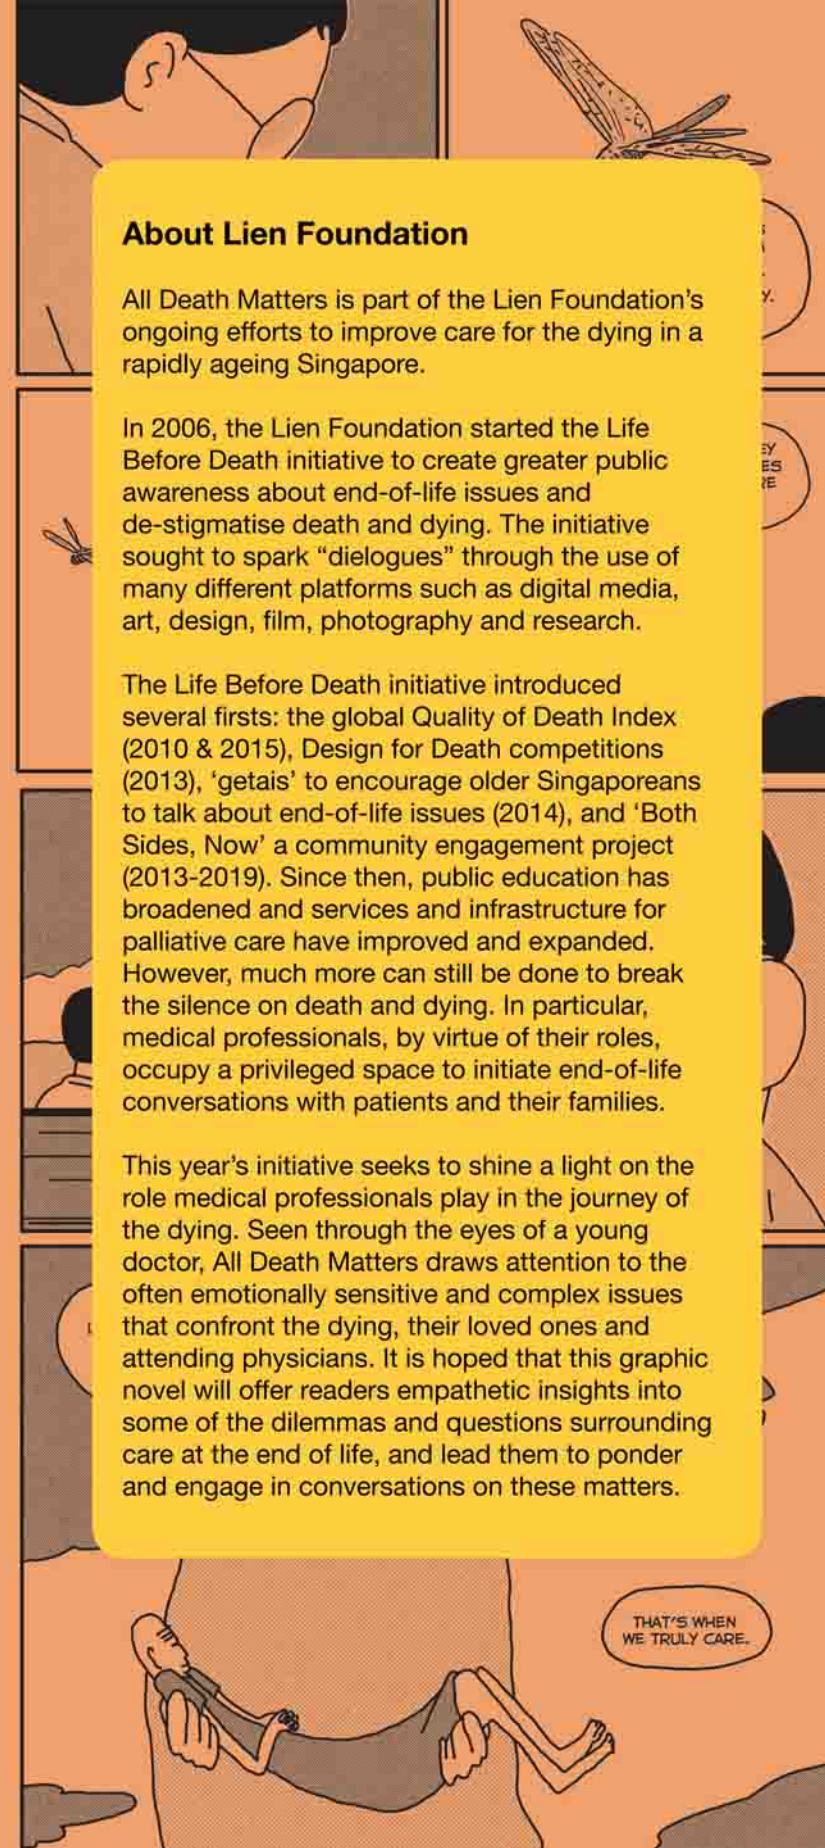 About Lien Foundation
All Death Matters is part of the Lien Foundation’s
ongoing efforts to improve care for the dying in a
rapidly ageing Singapore.
In 2006, the Lien Foundation started the Life
Before Death initiative to create greater public
awareness about end-of-life issues and
de-stigmatise death and dying. The initiative
sought to spark “dielogues” through the use of
many different platforms such as digital media,
art, design, film, photography and research.
The Life Before Death initiative introduced
several firsts: the global Quality of Death Index
(2010 & 2015), Design for Death competitions
(2013), ‘getais’ to encourage older Singaporeans
to talk about end-of-life issues (2014), and ‘Both
Sides, Now’ a community engagement project
(2013-2019). Since then, public education has
broadened and services and infrastructure for
palliative care have improved and expanded.
However, much more can still be done to break
the silence on death and dying. In particular,
medical professionals, by virtue of their roles,
occupy a privileged space to initiate end-of-life
conversations with patients and their families.
This year’s initiative seeks to shine a light on the
role medical professionals play in the journey of
the dying. Seen through the eyes of a young
doctor, All Death Matters draws attention to the
often emotionally sensitive and complex issues
that confront the dying, their loved ones and
attending physicians. It is hoped that this graphic
novel will offer readers empathetic insights into
some of the dilemmas and questions surrounding
care at the end of life, and lead them to ponder
and engage in conversations on these matters.
THAT’S WHEN
WE TRULY CARE.